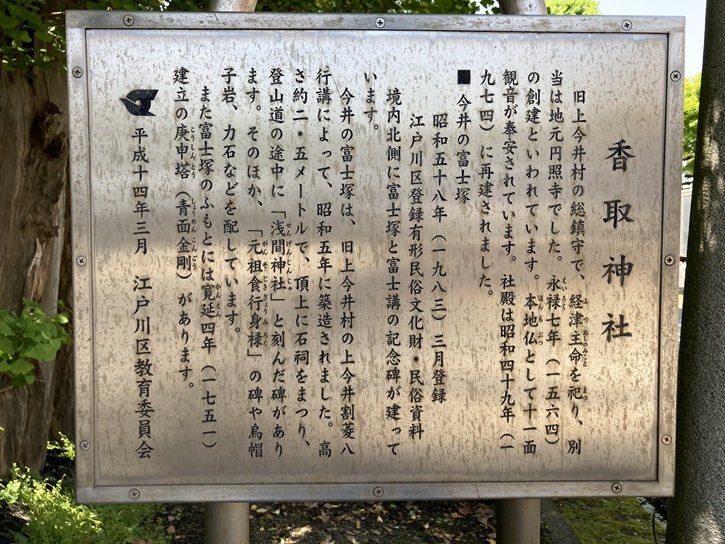 香取神社
旧上今井村の総鎮守で、経津主命を祀り、別
当は地元円照寺でした。永禄七年(一五六四)
の創建といわれています。本地仏として十一面
観音が奉安されています。社殿は昭和四十九年(一
九七四)に再建されました。
■今井の富士塚
昭和五十八年(一九八三)三月登録
江戸川区登録有形民俗文化財・民俗資料
境内北側に富士塚と富士講の記念碑が建って
います。
今井の富士塚は、旧上今井村の上今井割菱八
行講によって、昭和五年に築造されました。高
さ約二・五メートルで、頂上に石祠をまつり、
登山道の途中に「浅間神社」と刻んだ碑があり
ます。そのほか、「元祖食行身禄」の碑や烏帽
子岩、力石などを配しています。
また富士塚のふもとには寛延四年(一七五一)
建立の庚申塔(青面金剛)があります。
平成十四年三月 江戸川区教育委員会